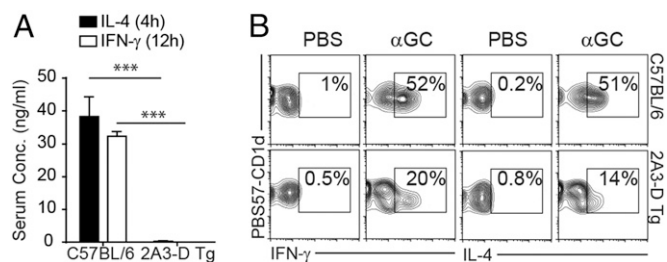 A
IL-4 (4h)
IFN-γ (12h)
Serum Conc. (ng/ml)
50
40
30
20
10
0
***
***
C57BL/6 2A3-D Tg
B
PBS αGC PBS αGC
1% 52% 0.2% 51%
C57BL/6
0.5% 20% 0.8% 14%
2A3-D Tg
PBS57-CD1d
IFN-γ IL-4